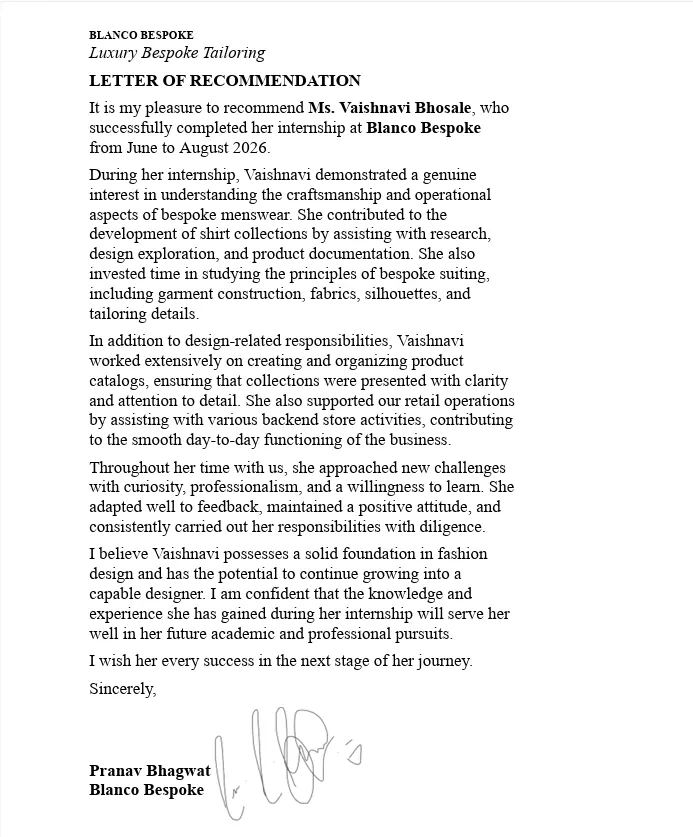 BLANCO BESPOKE
Luxury Bespoke Tailoring
LETTER OF RECOMMENDATION
It is my pleasure to recommend Ms. Vaishnavi Bhosale, who
successfully completed her internship at Blanco Bespoke
from June to August 2026.
During her internship, Vaishnavi demonstrated a genuine
interest in understanding the craftsmanship and operational
aspects of bespoke menswear. She contributed to the
development of shirt collections by assisting with research,
design exploration, and product documentation. She also
invested time in studying the principles of bespoke suiting,
including garment construction, fabrics, silhouettes, and
tailoring details.
In addition to design-related responsibilities, Vaishnavi
worked extensively on creating and organizing product
catalogs, ensuring that collections were presented with clarity
and attention to detail. She also supported our retail operations
by assisting with various backend store activities, contributing
to the smooth day-to-day functioning of the business.
Throughout her time with us, she approached new challenges
with curiosity, professionalism, and a willingness to learn. She
adapted well to feedback, maintained a positive attitude, and
consistently carried out her responsibilities with diligence.
I believe Vaishnavi possesses a solid foundation in fashion
design and has the potential to continue growing into a
capable designer. I am confident that the knowledge and
experience she has gained during her internship will serve her
well in her future academic and professional pursuits.
I wish her every success in the next stage of her journey.
Sincerely,
Pranav Bhagwat
Blanco Bespoke